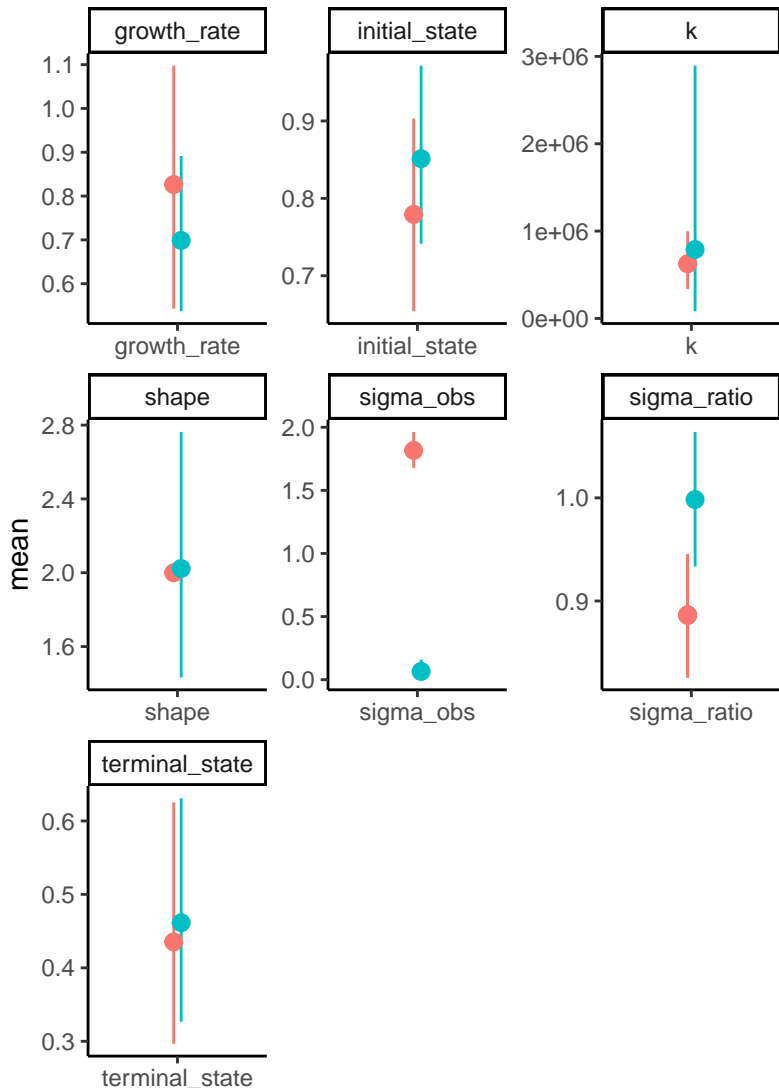 growth_rate
initial_state
k
1.1
1.0
0.9
0.8
0.7
0.6
0.9
0.8
0.7
3e+06
2e+06
1e+06
0e+00
growth_rate
initial_state
k
shape
sigma_obs
sigma_ratio
mean
2.8
2.4
2.0
1.6
2.0
1.5
1.0
0.5
0.0
1.0
0.9
shape
sigma_obs
sigma_ratio
terminal_state
0.6
0.5
0.4
0.3
terminal_state